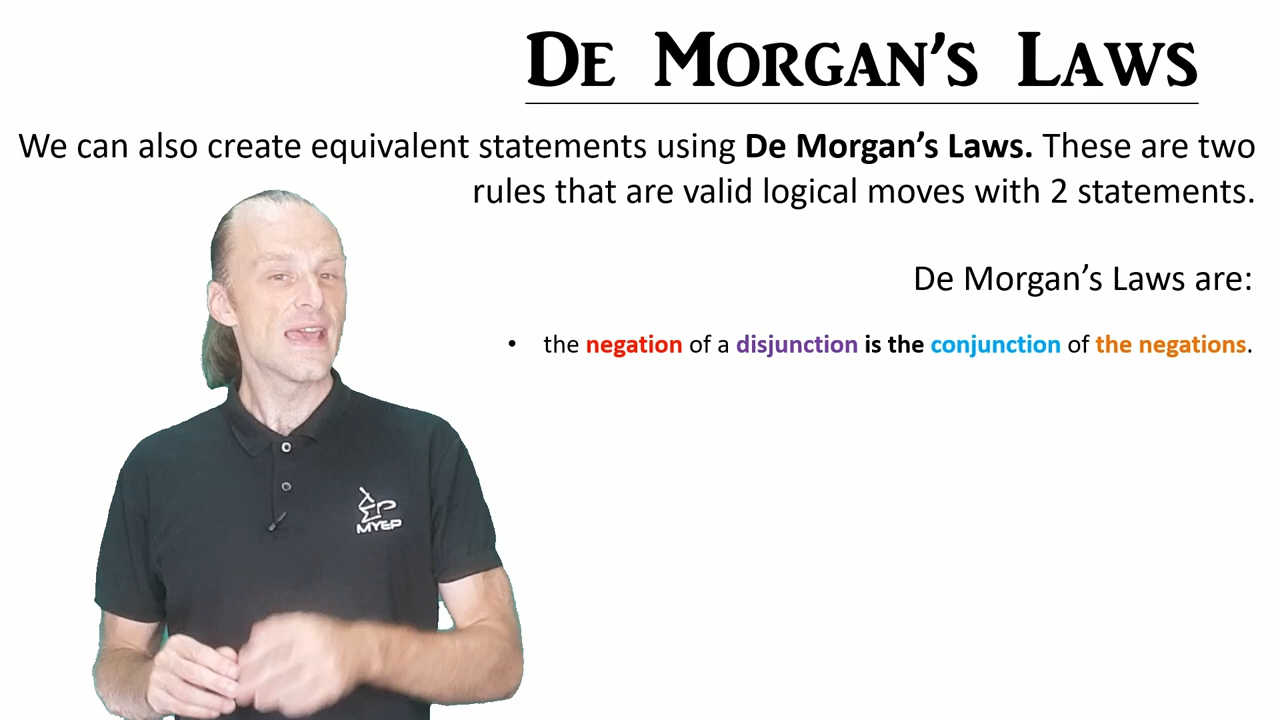 De Morgan’s Laws
We can also create equivalent statements using De Morgan’s Laws. These are two
rules that are valid logical moves with 2 statements.
De Morgan’s Laws are:
• the negation of a disjunction is the conjunction of the negations.
MYEP